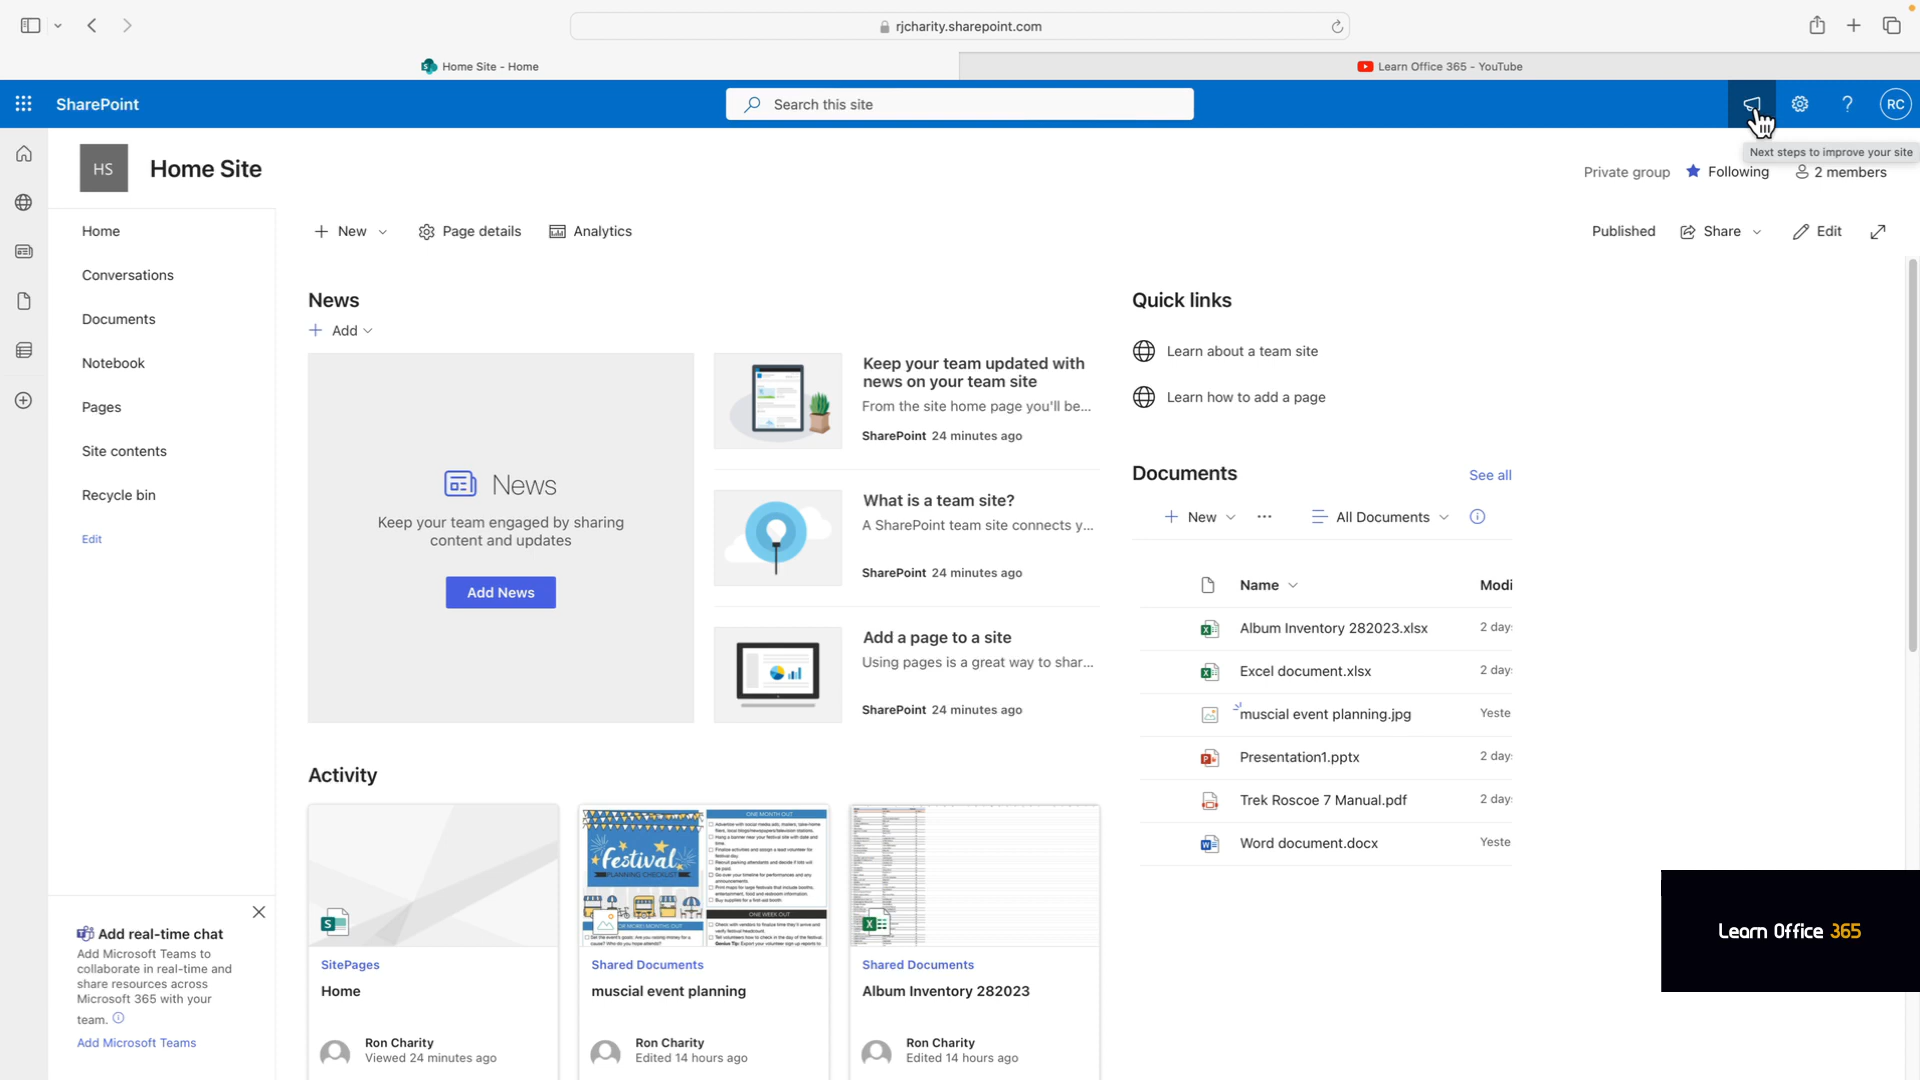 rjcharity.sharepoint.com
Home Site - Home
Learn Office 365 - YouTube
SharePoint
Search this site
?
RC
Next steps to improve your site
HS
Home Site
Private group
Following
2 members
Home
Conversations
Documents
Notebook
Pages
Site contents
Recycle bin
Edit
New
Page details
Analytics
Published
Share
Edit
News
Add
News
Keep your team engaged by sharing
content and updates
Add News
Keep your team updated with
news on your team site
From the site home page you'll be...
SharePoint 24 minutes ago
What is a team site?
A SharePoint team site connects y...
SharePoint 24 minutes ago
Add a page to a site
Using pages is a great way to shar...
SharePoint 24 minutes ago
Quick links
Learn about a team site
Learn how to add a page
Documents
See all
New
...
All Documents
Name
Modi
Album Inventory 282023.xlsx
2 day
Excel document.xlsx
2 day
muscial event planning.jpg
Yeste
Presentation1.pptx
2 day
Trek Roscoe 7 Manual.pdf
2 day
Word document.docx
Yeste
Activity
SitePages
Home
Ron Charity
Viewed 24 minutes ago
Festival
PLANNING CHECKLIST
ONE MONTH OUT
ONE WEEK OUT
Shared Documents
muscial event planning
Ron Charity
Edited 14 hours ago
Shared Documents
Album Inventory 282023
Ron Charity
Edited 14 hours ago
Add real-time chat
Add Microsoft Teams to
collaborate in real-time and
share resources across
Microsoft 365 with your
team.
Add Microsoft Teams
Learn Office 365